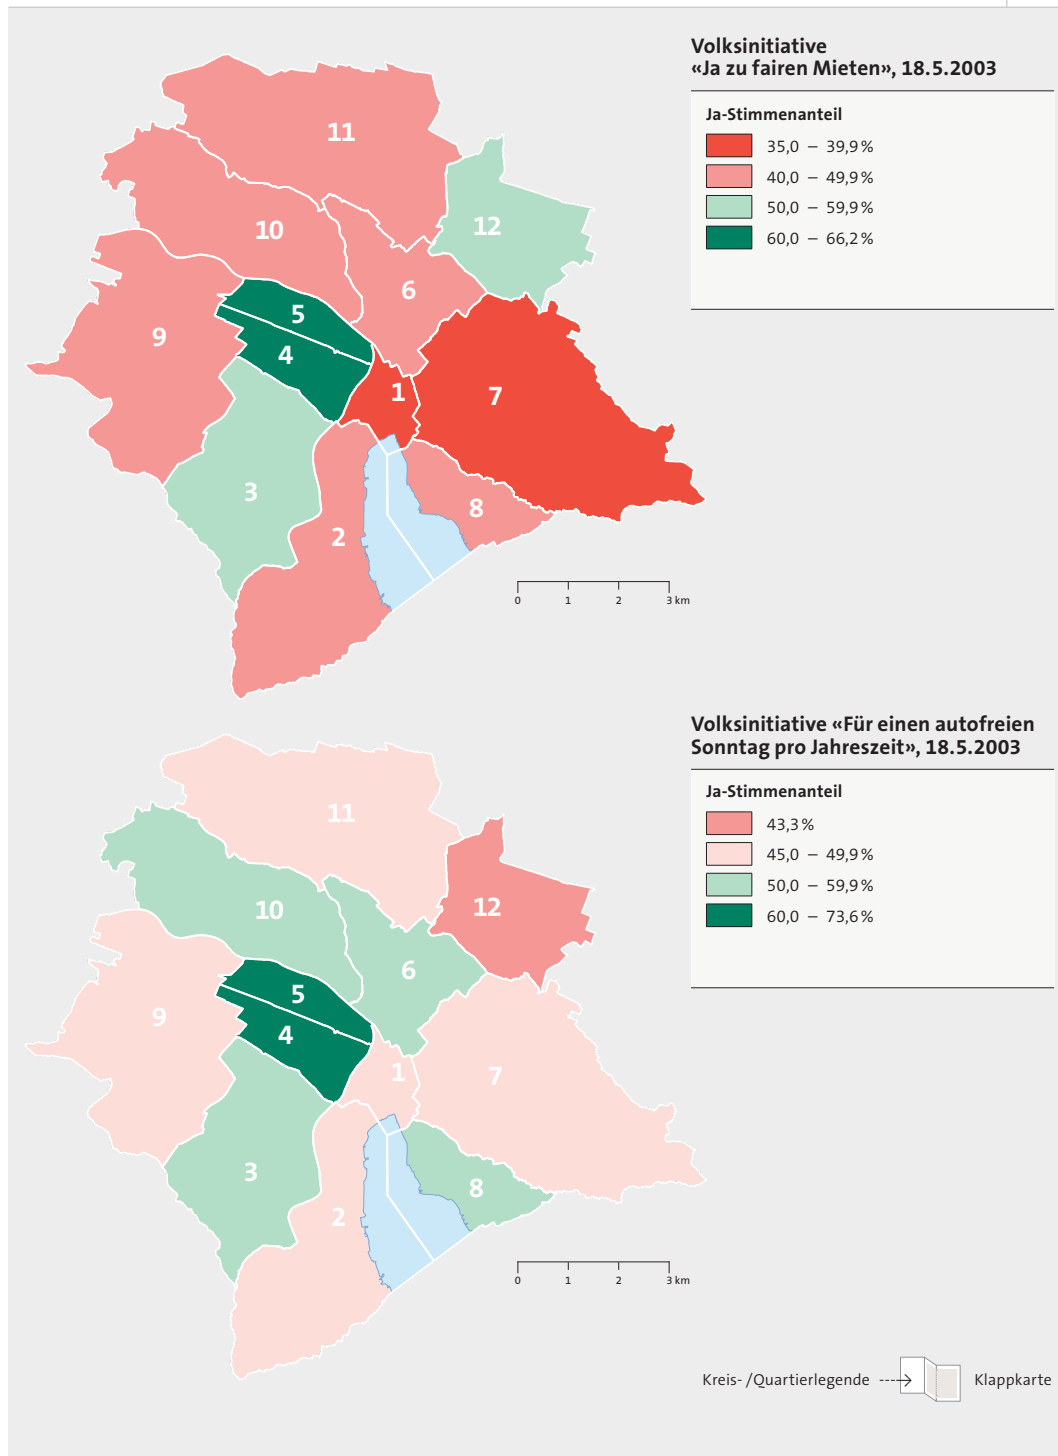 Volksinitiative
«Ja zu fairen Mieten», 18.5.2003
Ja-Stimmenanteil
35,0 – 39,9%
40,0 – 49,9%
50,0 – 59,9%
60,0 – 66,2%
11
12
10
6
5
9
4
1
7
3
8
2
0 1 2 3 km
Volksinitiative «Für einen autofreien
Sonntag pro Jahreszeit», 18.5.2003
Ja-Stimmenanteil
43,3%
45,0 – 49,9%
50,0 – 59,9%
60,0 – 73,6%
11
12
10
6
5
9
4
1
7
3
8
2
0 1 2 3 km
Kreis- /Quartierlegende
Klappkarte